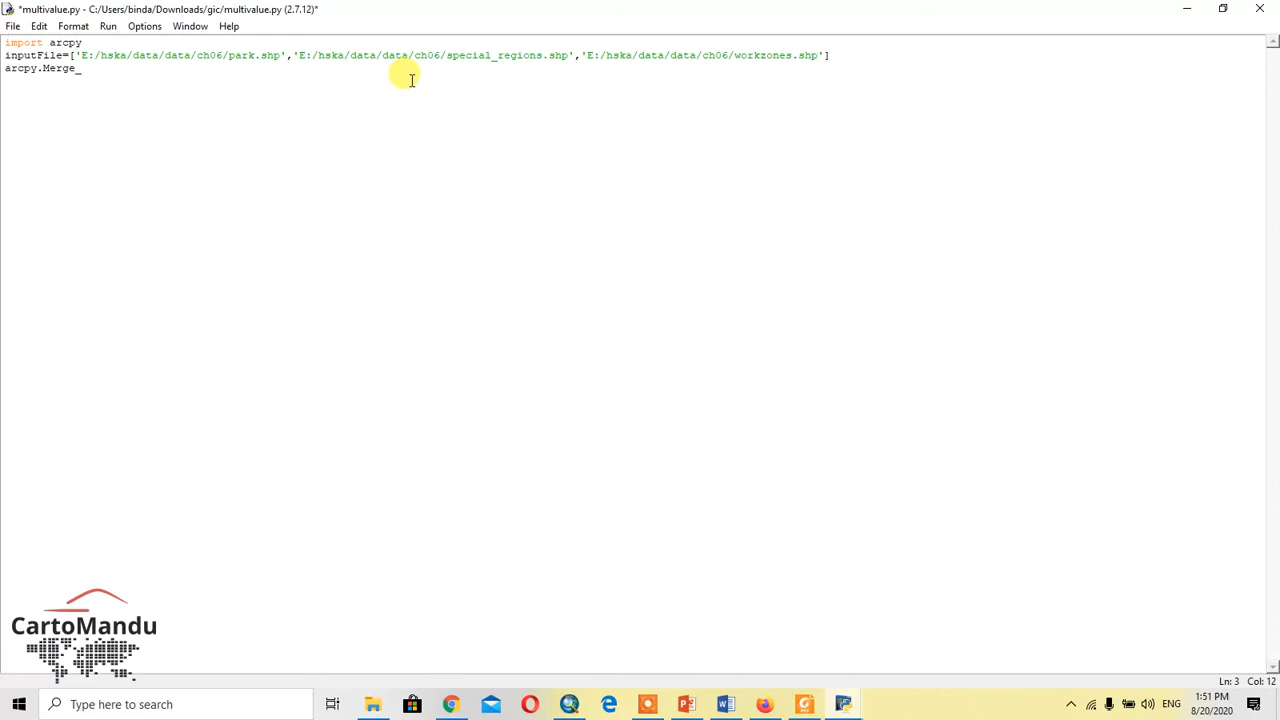 *multivalue.py - C:/Users/binda/Downloads/gic/multivalue.py (2.7.12)*
File Edit Format Run Options Window Help
import arcpy
inputFile=['E:/hska/data/data/ch06/park.shp','E:/hska/data/data/ch06/special_regions.shp','E:/hska/data/data/ch06/workzones.shp']
arcpy.Merge_
CartoMandu
Ln: 3 Col: 12
Type here to search
ENG
1:51 PM
8/20/2020